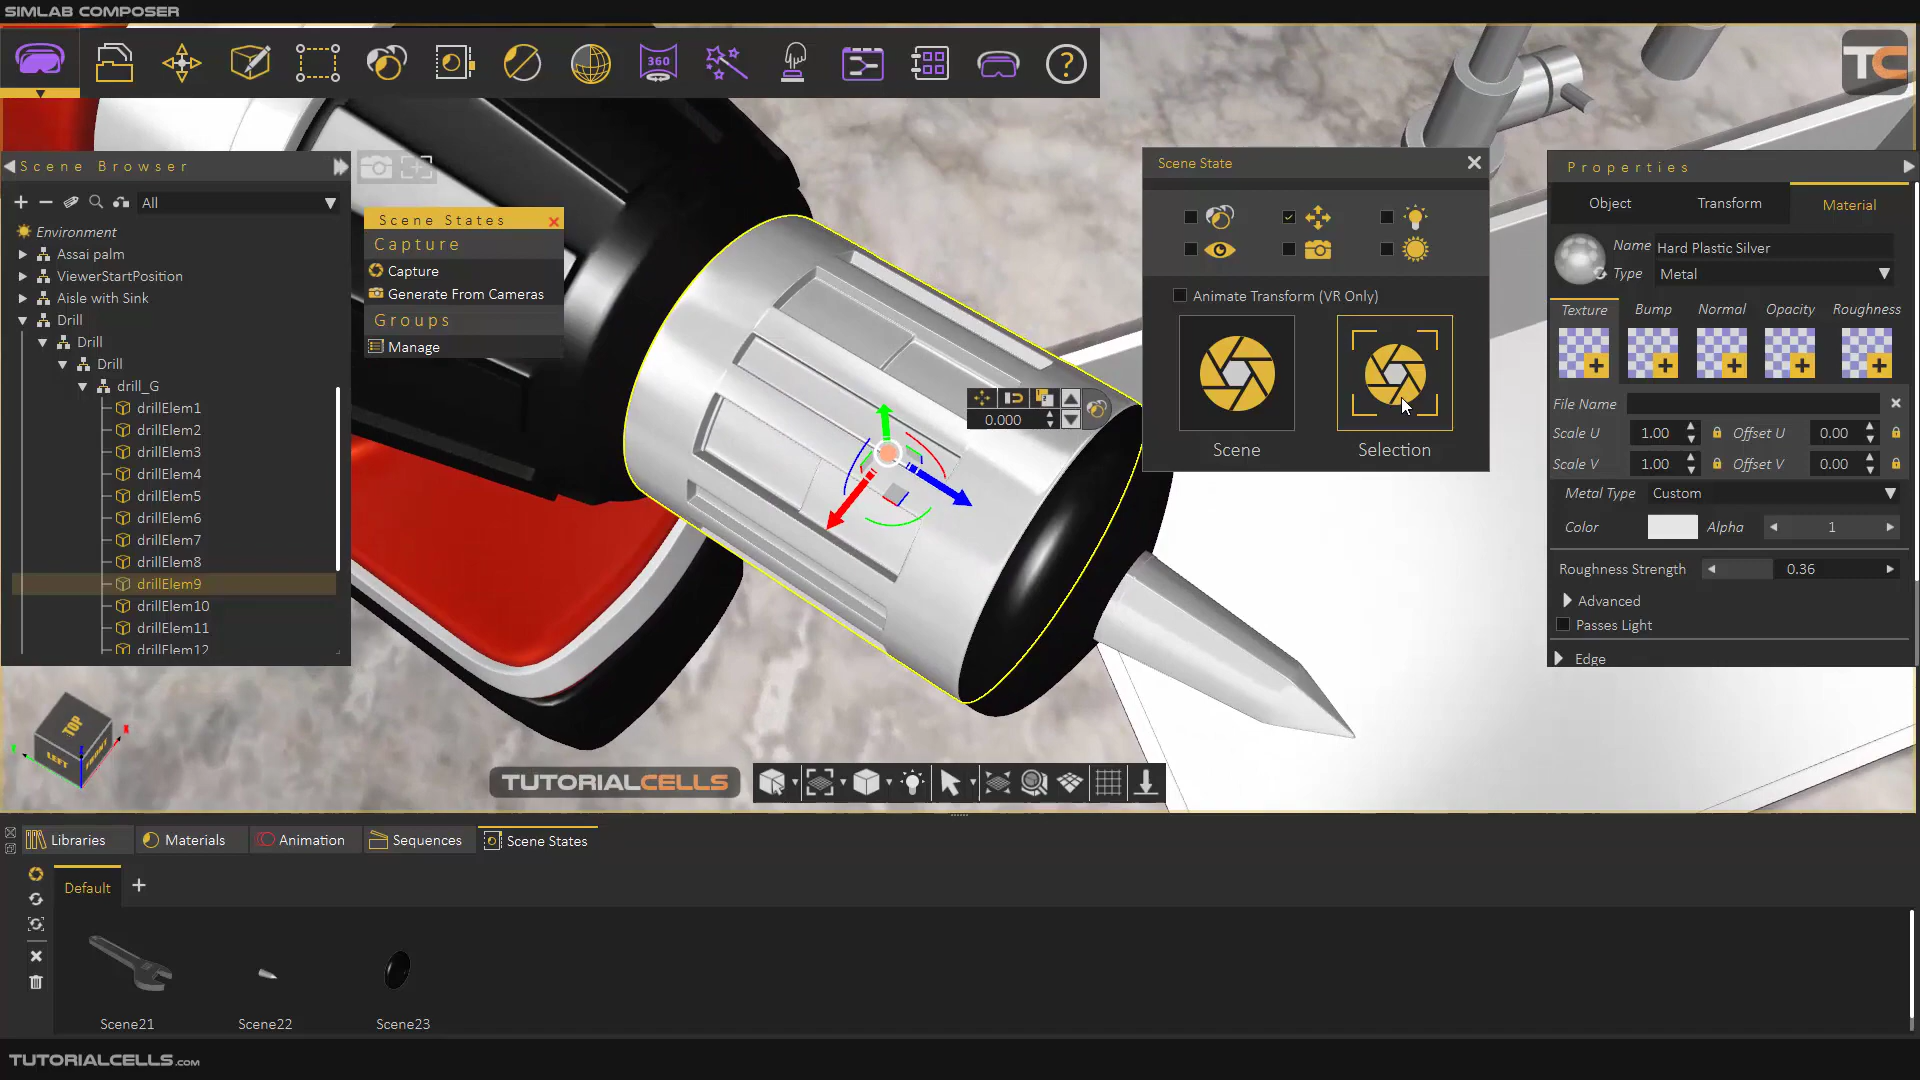 SIMLAB COMPOSER
360
?
TC
Scene Browser
All
Environment
Assai palm
ViewerStartPosition
Aisle with Sink
Drill
Drill
Drill
drill_G
drillElem1
drillElem2
drillElem3
drillElem4
drillElem5
drillElem6
drillElem7
drillElem8
drillElem9
drillElem10
drillElem11
drillElem12
Scene States
Capture
Capture
Generate From Cameras
Groups
Manage
0.000
Scene State
Animate Transform (VR Only)
Scene
Selection
Properties
Object
Transform
Material
Name
Hard Plastic Silver
Type
Metal
Texture
Bump
Normal
Opacity
Roughness
File Name
Scale U
1.00
Offset U
0.00
Scale V
1.00
Offset V
0.00
Metal Type
Custom
Color
Alpha
1
Roughness Strength
0.36
Advanced
Passes Light
Edge
TOP
LEFT
FRONT
TUTORIALCELLS
Libraries
Materials
Animation
Sequences
Scene States
Default
Scene21
Scene22
Scene23
TUTORIALCELLS.com